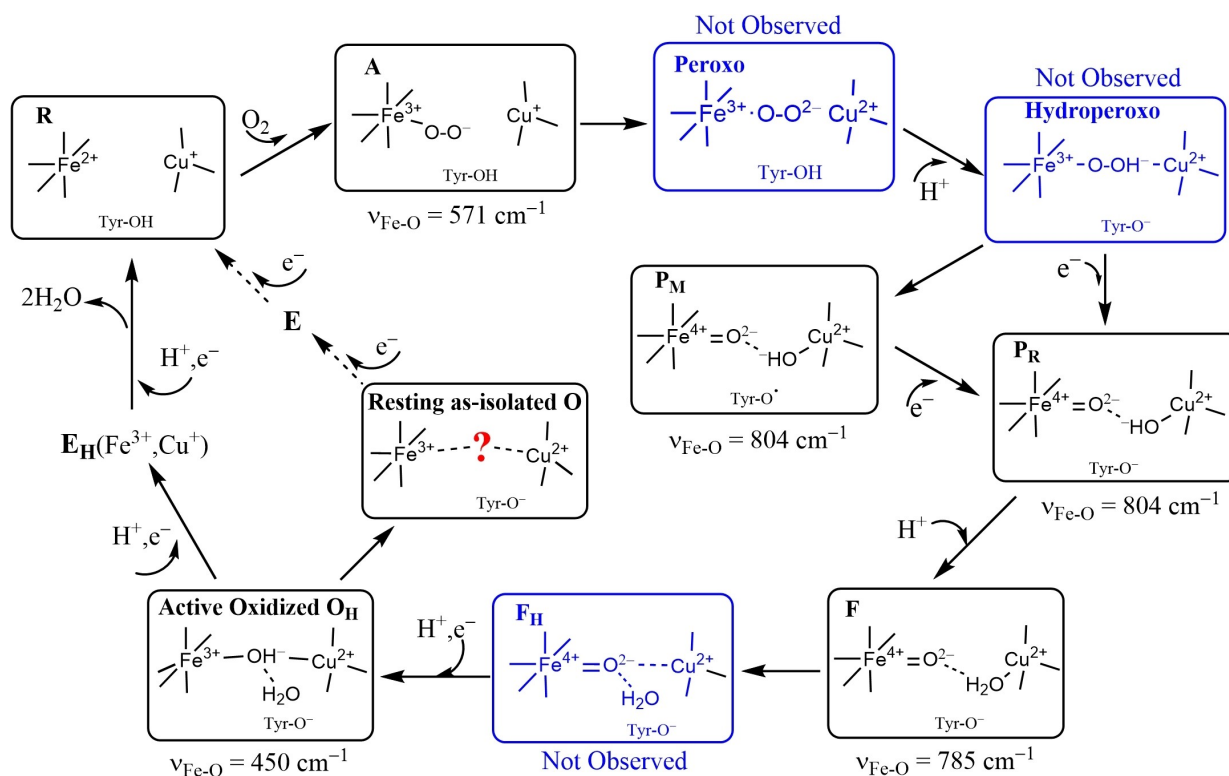 Not Observed
A
Fe3+
O-O−
Cu+
Tyr-OH
νFe-O = 571 cm−1
Peroxo
Fe3+·O-O2−Cu2+
Tyr-OH
Not Observed
Hydroperoxo
Fe3+ O-OH− Cu2+
Tyr-O−
R
Fe2+
Cu+
Tyr-OH
O2
H+
e−
PM
Fe4+=O2−
−HO
Cu2+
Tyr-O•
νFe-O = 804 cm−1
e−
PR
Fe4+=O2−
−HO
Cu2+
Tyr-O−
νFe-O = 804 cm−1
2H2O
H+,e−
e−
E
e−
Resting as-isolated O
Fe3+ ? Cu2+
Tyr-O−
EH(Fe3+,Cu+)
H+,e−
H+
Active Oxidized OH
Fe3+ OH− Cu2+
H2O
Tyr-O−
νFe-O = 450 cm−1
H+,e−
FH
Fe4+=O2− Cu2+
H2O
Tyr-O−
Not Observed
F
Fe4+=O2−
H2O
Cu2+
Tyr-O−
νFe-O = 785 cm−1